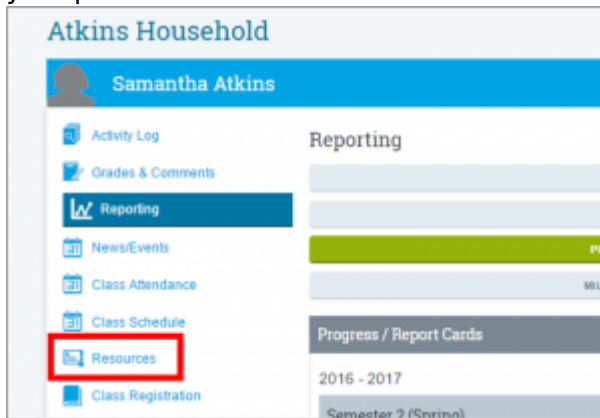 Atkins Household
Samantha Atkins
Activity Log
Grades & Comments
Reporting
News/Events
Class Attendance
Class Schedule
Resources
Class Registration
Reporting
Progress / Report Cards
2016 - 2017
Semester 2 (Spring)